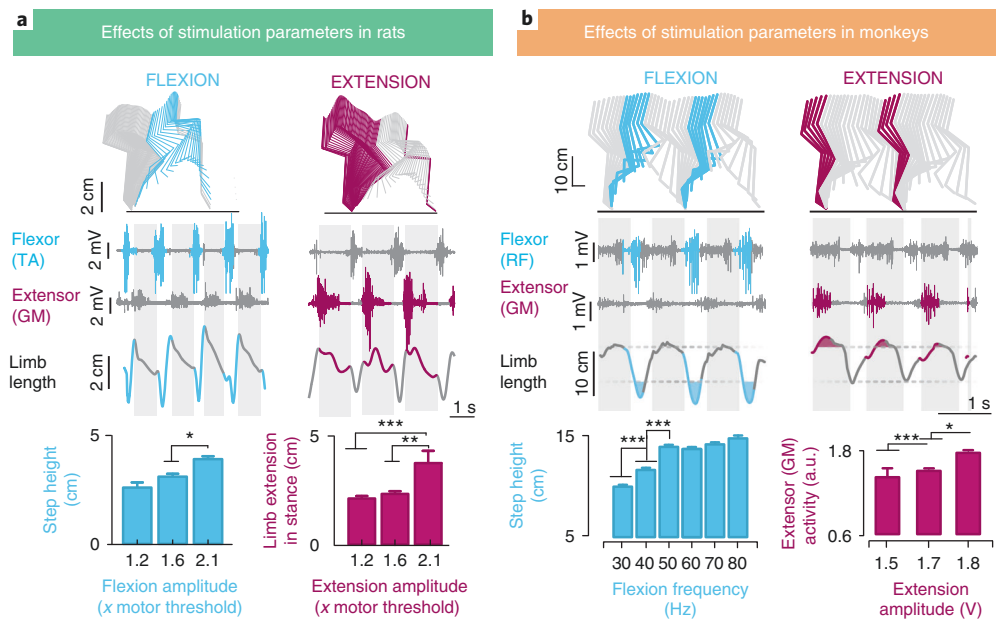 a
Effects of stimulation parameters in rats
FLEXION
EXTENSION
2 cm
Flexor
(TA)
2 mV
Extensor
(GM)
2 mV
Limb
length
2 cm
1 s
Step height
(cm)
5
0
*
1.2 1.6 2.1
Flexion amplitude
(x motor threshold)
Limb extension
in stance (cm)
5
0
***
**
1.2 1.6 2.1
Extension amplitude
(x motor threshold)
b
Effects of stimulation parameters in monkeys
FLEXION
EXTENSION
10 cm
Flexor
(RF)
1 mV
Extensor
(GM)
1 mV
Limb
length
10 cm
1 s
Step height
(cm)
15
5
***
***
30 40 50 60 70 80
Flexion frequency
(Hz)
Extensor (GM)
activity (a.u.)
1.8
0.6
***
*
1.5 1.7 1.8
Extension
amplitude (V)